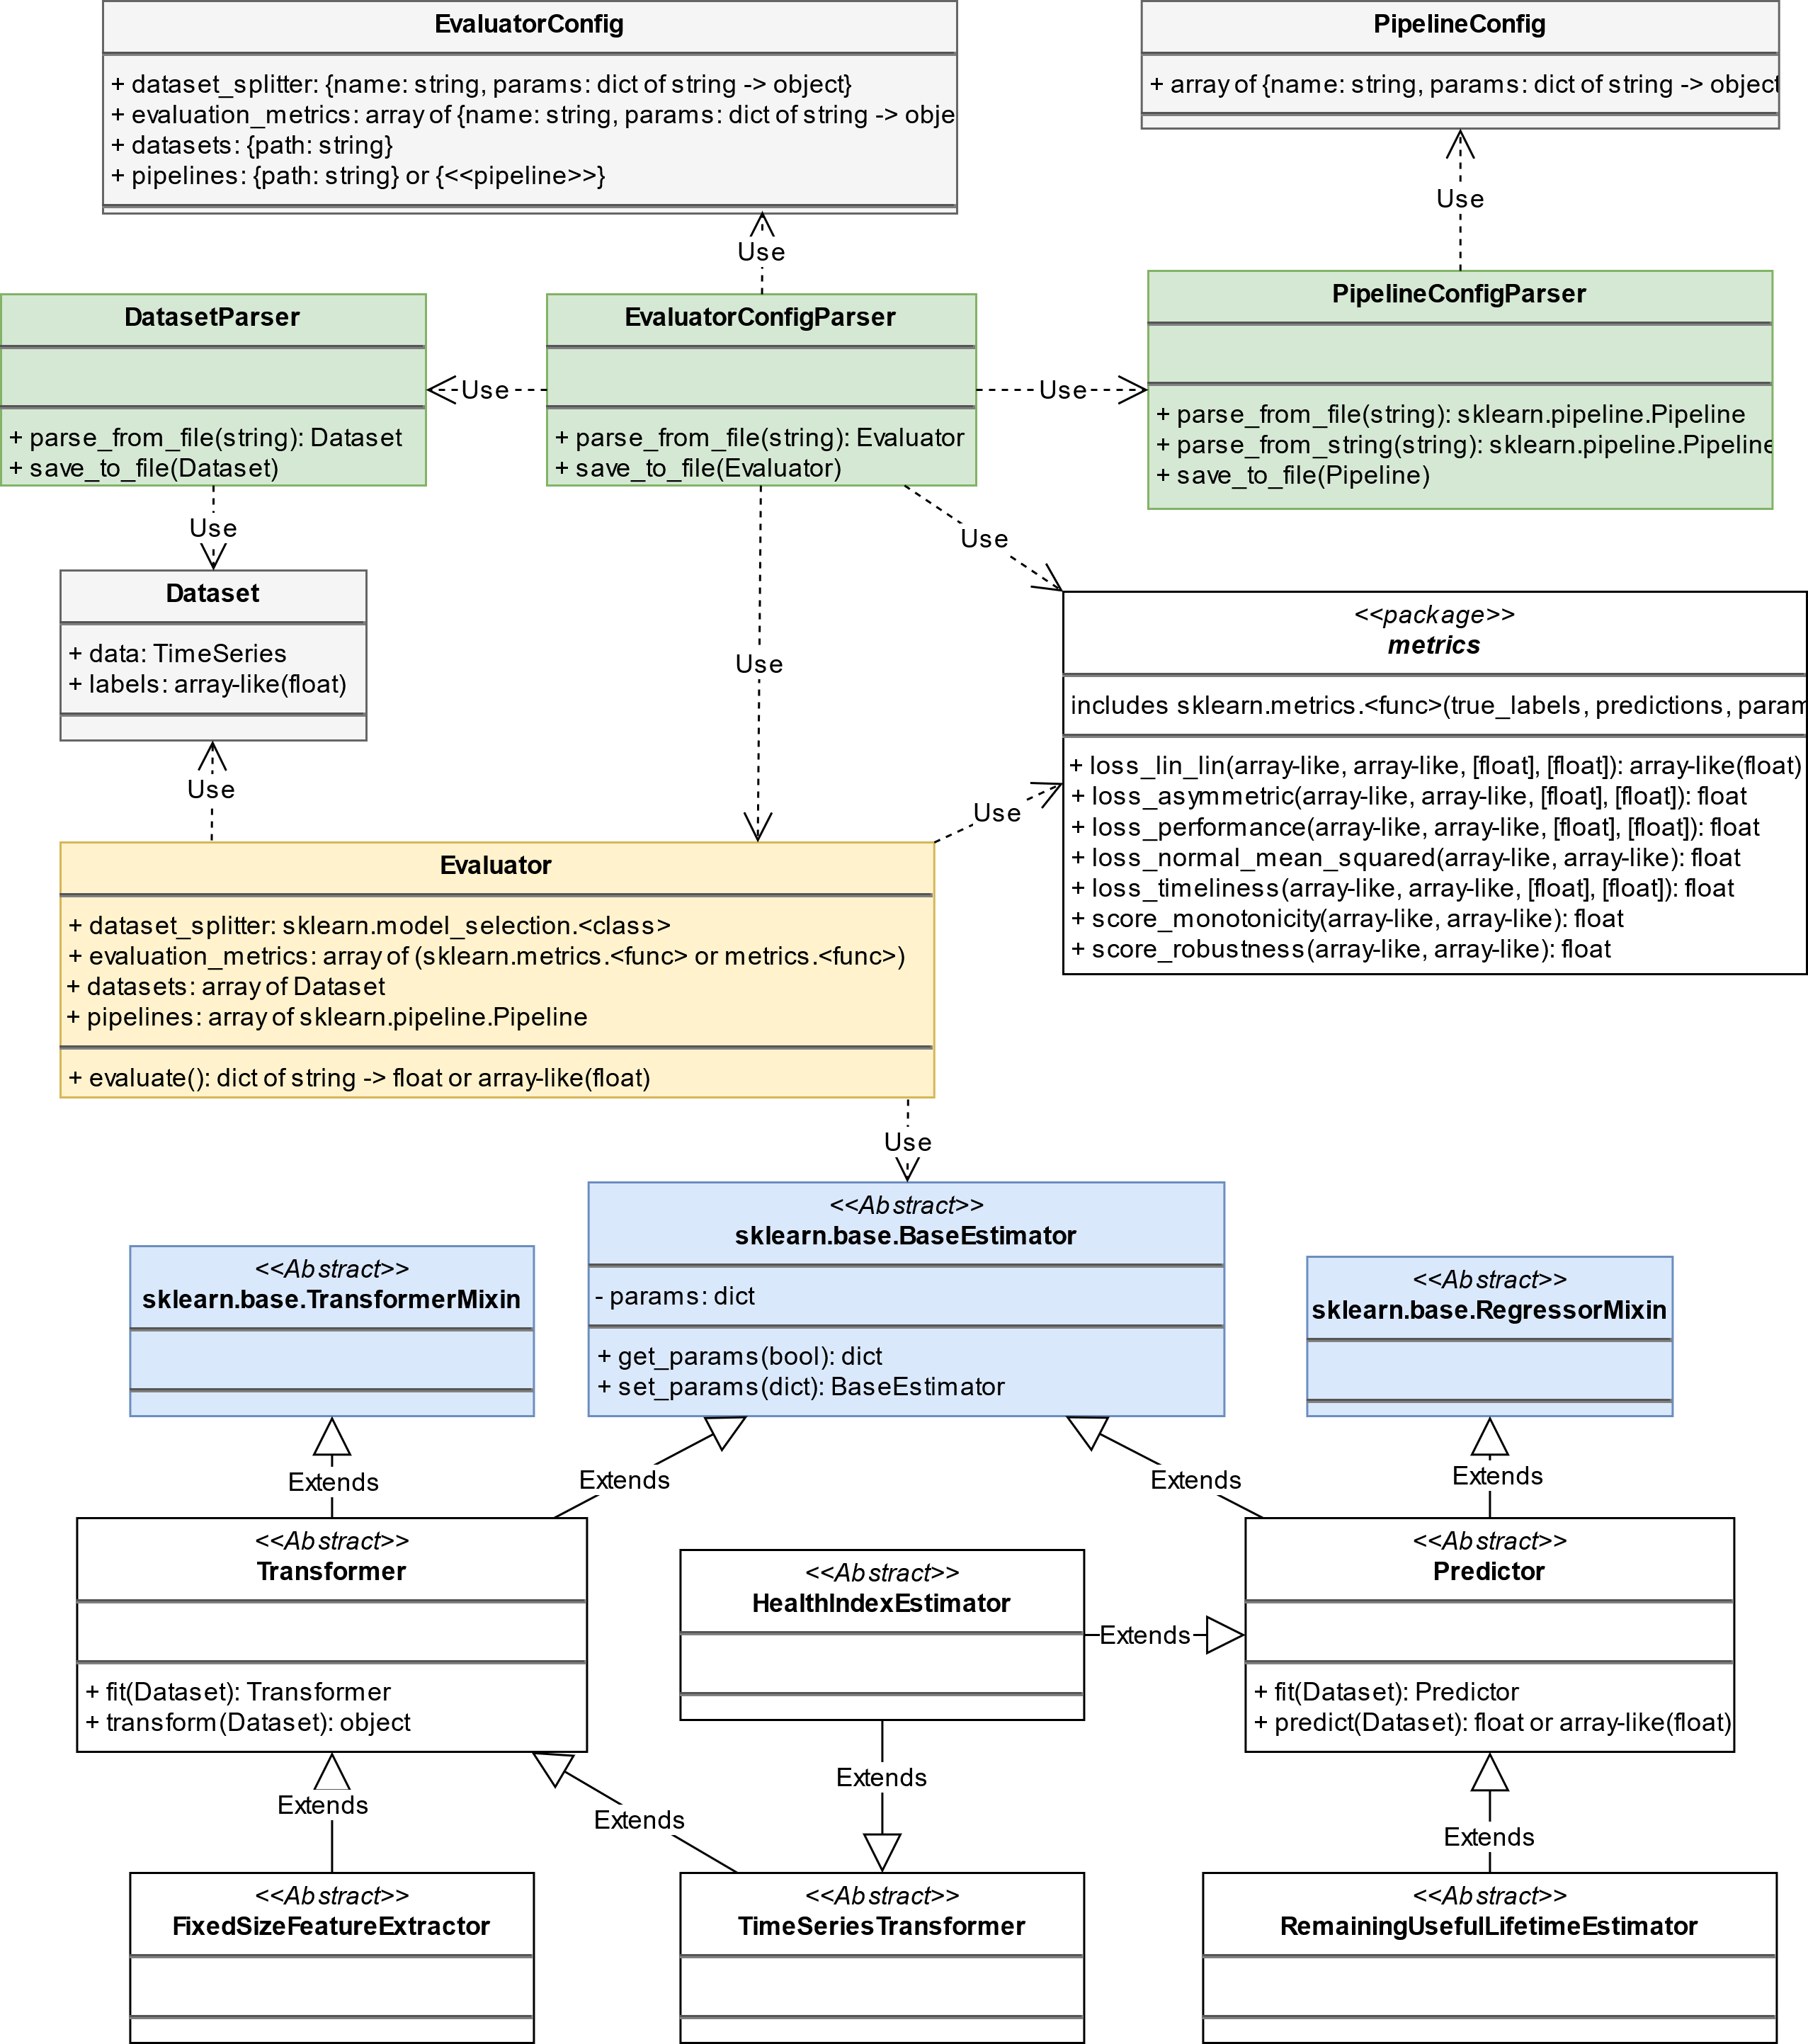 EvaluatorConfig
+ dataset_splitter: {name: string, params: dict of string -> object}
+ evaluation_metrics: array of {name: string, params: dict of string -> obje
+ datasets: {path: string}
+ pipelines: {path: string} or {<<pipeline>>}
PipelineConfig
+ array of {name: string, params: dict of string -> object
Use
Use
DatasetParser
+ parse_from_file(string): Dataset
+ save_to_file(Dataset)
Use
EvaluatorConfigParser
+ parse_from_file(string): Evaluator
+ save_to_file(Evaluator)
Use
PipelineConfigParser
+ parse_from_file(string): sklearn.pipeline.Pipeline
+ parse_from_string(string): sklearn.pipeline.Pipeline
+ save_to_file(Pipeline)
Use
Use
Use
Dataset
+ data: TimeSeries
+ labels: array-like(float)
Use
<<package>>
metrics
includes sklearn.metrics.<func>(true_labels, predictions, param
+ loss_lin_lin(array-like, array-like, [float], [float]): array-like(float)
+ loss_asymmetric(array-like, array-like, [float], [float]): float
+ loss_performance(array-like, array-like, [float], [float]): float
+ loss_normal_mean_squared(array-like, array-like): float
+ loss_timeliness(array-like, array-like, [float], [float]): float
+ score_monotonicity(array-like, array-like): float
+ score_robustness(array-like, array-like): float
Use
Evaluator
+ dataset_splitter: sklearn.model_selection.<class>
+ evaluation_metrics: array of (sklearn.metrics.<func> or metrics.<func>)
+ datasets: array of Dataset
+ pipelines: array of sklearn.pipeline.Pipeline
+ evaluate(): dict of string -> float or array-like(float)
Use
<<Abstract>>
sklearn.base.TransformerMixin
<<Abstract>>
sklearn.base.BaseEstimator
- params: dict
+ get_params(bool): dict
+ set_params(dict): BaseEstimator
<<Abstract>>
sklearn.base.RegressorMixin
Extends
Extends
Extends
Extends
<<Abstract>>
Transformer
+ fit(Dataset): Transformer
+ transform(Dataset): object
<<Abstract>>
HealthIndexEstimator
Extends
<<Abstract>>
Predictor
+ fit(Dataset): Predictor
+ predict(Dataset): float or array-like(float)
Extends
Extends
Extends
Extends
<<Abstract>>
FixedSizeFeatureExtractor
<<Abstract>>
TimeSeriesTransformer
<<Abstract>>
RemainingUsefulLifetimeEstimator